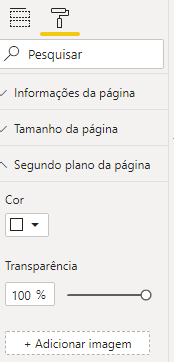 Pesquisar
Informações da página
Tamanho da página
Segundo plano da página
Cor
Transparência
100 %
+ Adicionar imagem